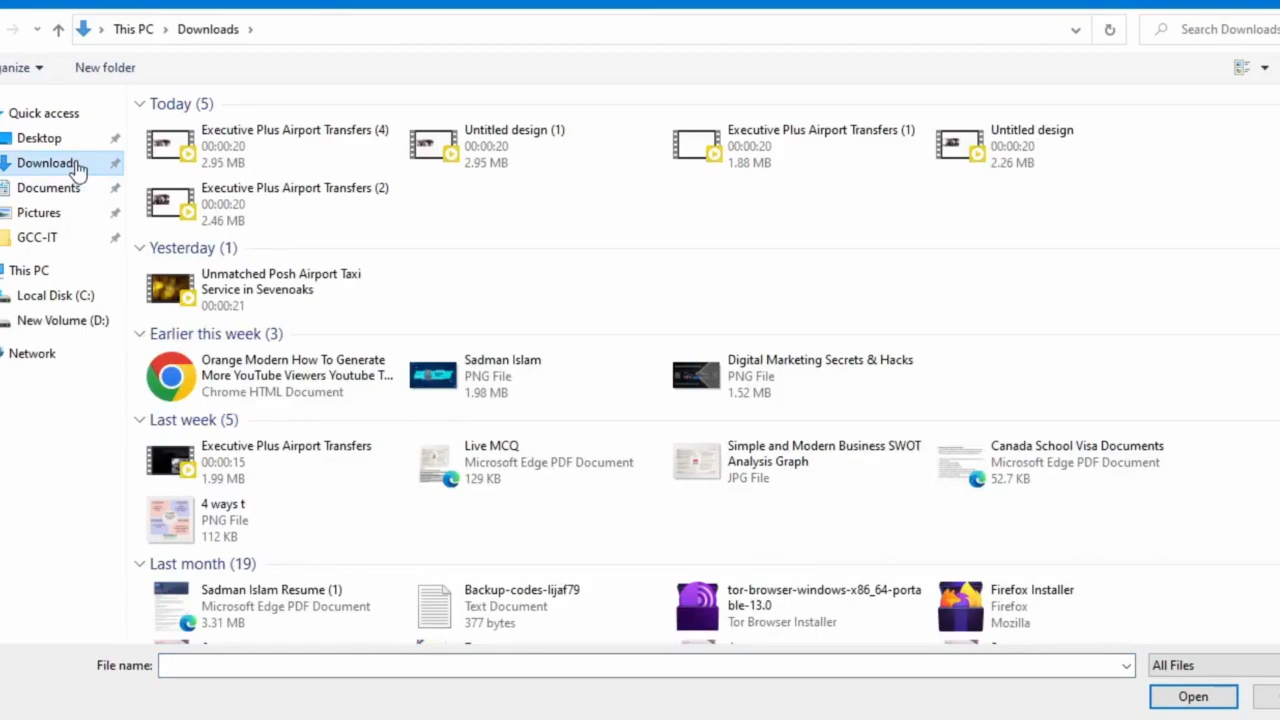 This PC
Downloads
Search Downloads
anize
New folder
Quick access
Desktop
Downloads
Documents
Pictures
GCC-IT
This PC
Local Disk (C:)
New Volume (D:)
Network
Today (5)
Executive Plus Airport Transfers (4)
00:00:20
2.95 MB
Untitled design (1)
00:00:20
2.95 MB
Executive Plus Airport Transfers (1)
00:00:20
1.88 MB
Untitled design
00:00:20
2.26 MB
Executive Plus Airport Transfers (2)
00:00:20
2.46 MB
Yesterday (1)
Unmatched Posh Airport Taxi
Service in Sevenoaks
00:00:21
Earlier this week (3)
Orange Modern How To Generate
More YouTube Viewers Youtube T...
Chrome HTML Document
Sadman Islam
PNG File
1.98 MB
Digital Marketing Secrets & Hacks
PNG File
1.52 MB
Last week (5)
Executive Plus Airport Transfers
00:00:15
1.99 MB
Live MCQ
Microsoft Edge PDF Document
129 KB
Simple and Modern Business SWOT
Analysis Graph
JPG File
Canada School Visa Documents
Microsoft Edge PDF Document
52.7 KB
4 ways t
PNG File
112 KB
Last month (19)
Sadman Islam Resume (1)
Microsoft Edge PDF Document
3.31 MB
Backup-codes-lijaf79
Text Document
377 bytes
tor-browser-windows-x86_64-porta
ble-13.0
Tor Browser Installer
Firefox Installer
Firefox
Mozilla
File name:
All Files
Open